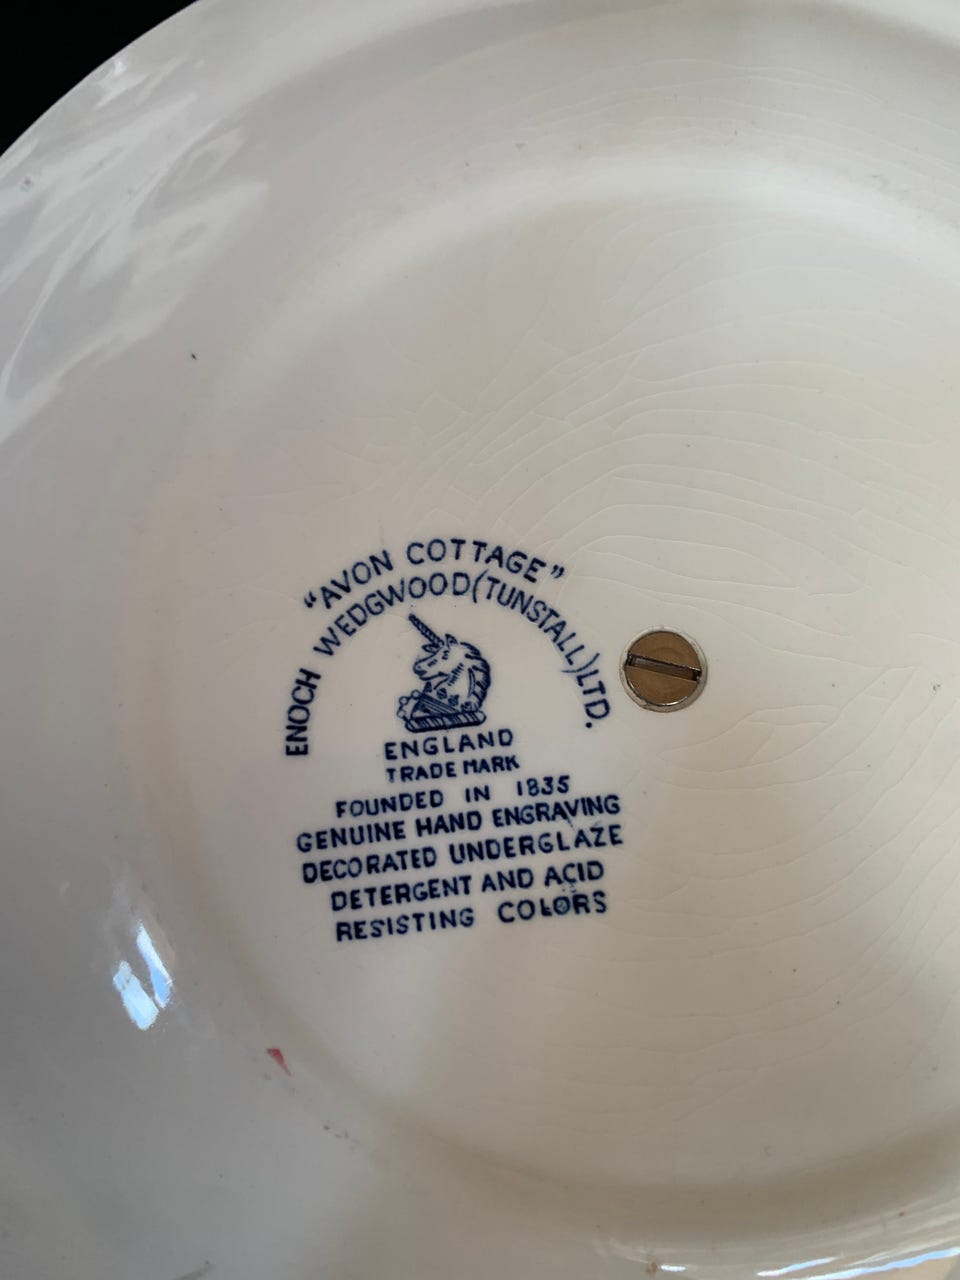 "AVON COTTAGE"
ENOCH WEDGWOOD (TUNSTALL) LTD.
ENGLAND
TRADE MARK
FOUNDED IN 1835
GENUINE HAND ENGRAVING
DECORATED UNDERGLAZE
DETERGENT AND ACID
RESISTING COLORS